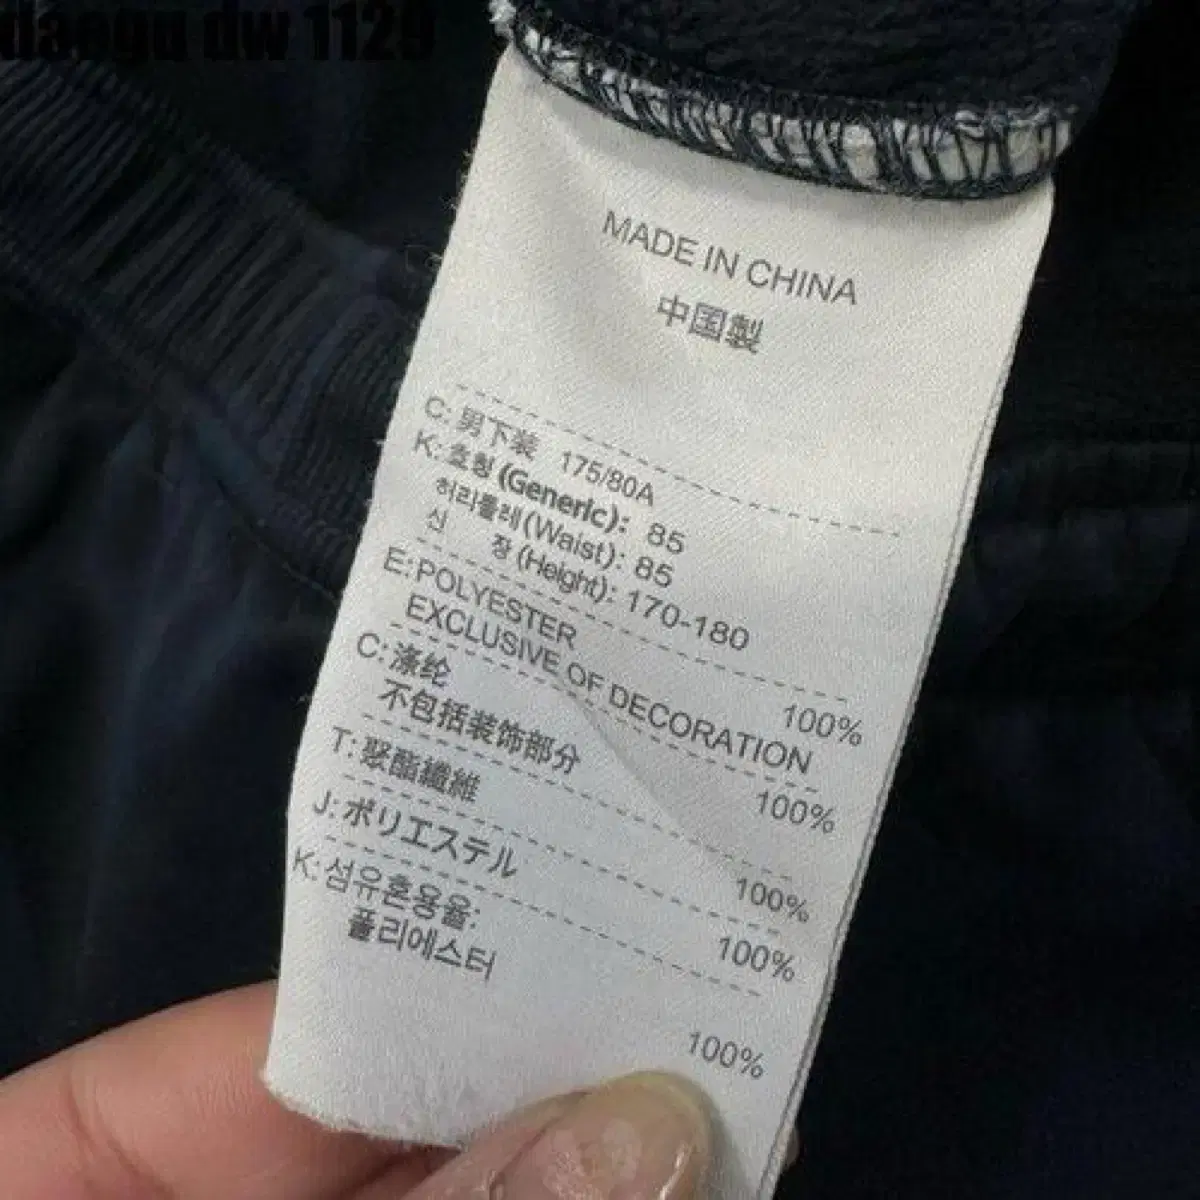 daegu dw 1129
MADE IN CHINA
中国製
C: 男下装 175/80A
K: 호칭 (Generic): 85
허리둘레 (Waist): 85
신 장 (Height): 170-180
E: POLYESTER 100%
EXCLUSIVE OF DECORATION
C: 涤纶 100%
不包括装饰部分
T: 聚酯纖維 100%
J: ポリエステル 100%
K: 섬유혼용율:
폴리에스터 100%